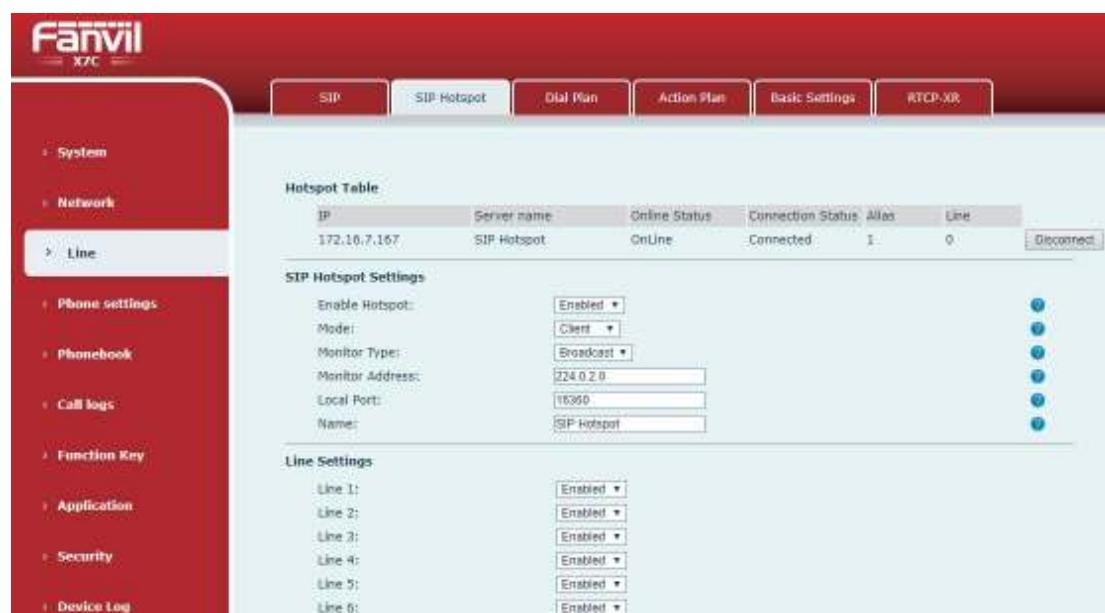 Fanvil
X7C
SIP SIP Hotspot Dial Plan Action Plan Basic Settings RTCP-XR
System
Network
Line
Phone settings
Phonebook
Call logs
Function Key
Application
Security
Device Log
Hotspot Table
IP Server name Online Status Connection Status Alias Line
172.16.7.167 SIP Hotspot OnLine Connected 1 0 Disconnect
SIP Hotspot Settings
Enable Hotspot: Enabled
Mode: Client
Monitor Type: Broadcast
Monitor Address: 224.0.2.0
Local Port: 16360
Name: SIP Hotspot
Line Settings
Line 1: Enabled
Line 2: Enabled
Line 3: Enabled
Line 4: Enabled
Line 5: Enabled
Line 6: Enabled